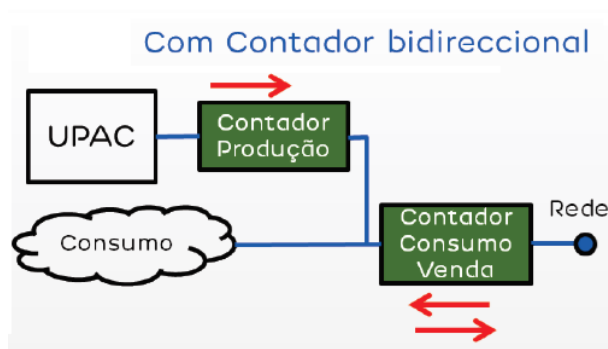 Com Contador bidireccional
UPAC
Contador
Produção
Consumo
Contador
Consumo
Venda
Rede